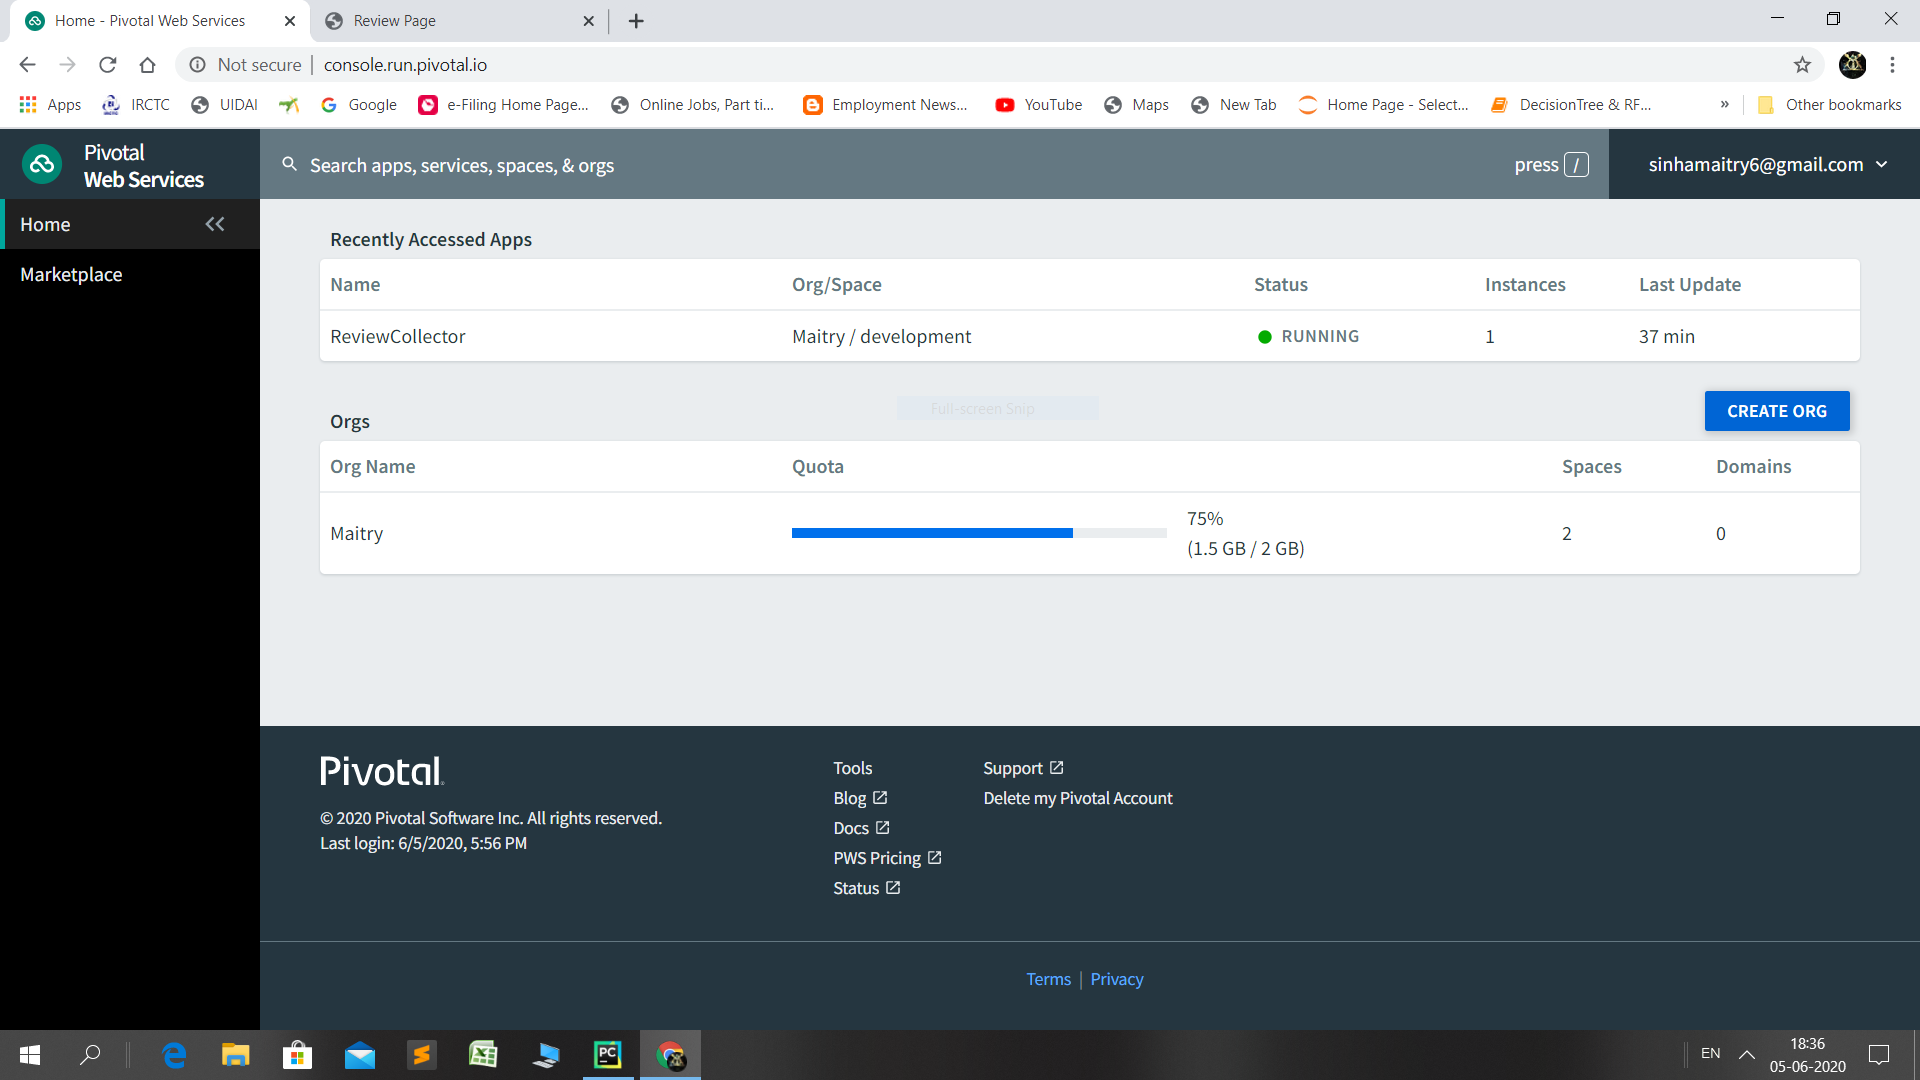 Home - Pivotal Web Services
Review Page
Not secure
console.run.pivotal.io
Apps
IRCTC
UIDAI
Google
e-Filing Home Page...
Online Jobs, Part ti...
Employment News...
YouTube
Maps
New Tab
Home Page - Select...
DecisionTree & RF...
»
Other bookmarks
Pivotal
Web Services
Search apps, services, spaces, & orgs
press /
sinhamaitry6@gmail.com
Home
Marketplace
Recently Accessed Apps
Name Org/Space Status Instances Last Update
ReviewCollector Maitry / development RUNNING 1 37 min
Full-screen Snip
Orgs
CREATE ORG
Org Name Quota Spaces Domains
75%
Maitry 2 0
(1.5 GB / 2 GB)
Pivotal
© 2020 Pivotal Software Inc. All rights reserved.
Last login: 6/5/2020, 5:56 PM
Tools
Blog
Docs
PWS Pricing
Status
Support
Delete my Pivotal Account
Terms | Privacy
PC
EN
18:36
05-06-2020